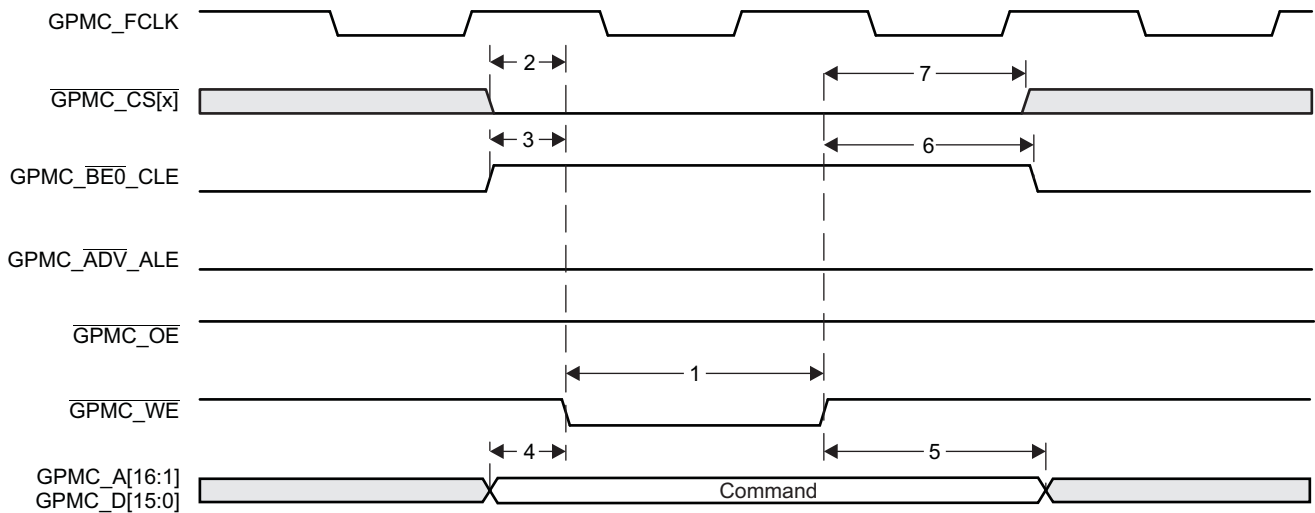 GPMC_FCLK
2
7
GPMC_CS[x]
3
6
GPMC_BE0_CLE
GPMC_ADV_ALE
GPMC_OE
1
GPMC_WE
4
5
GPMC_A[16:1]
GPMC_D[15:0]
Command